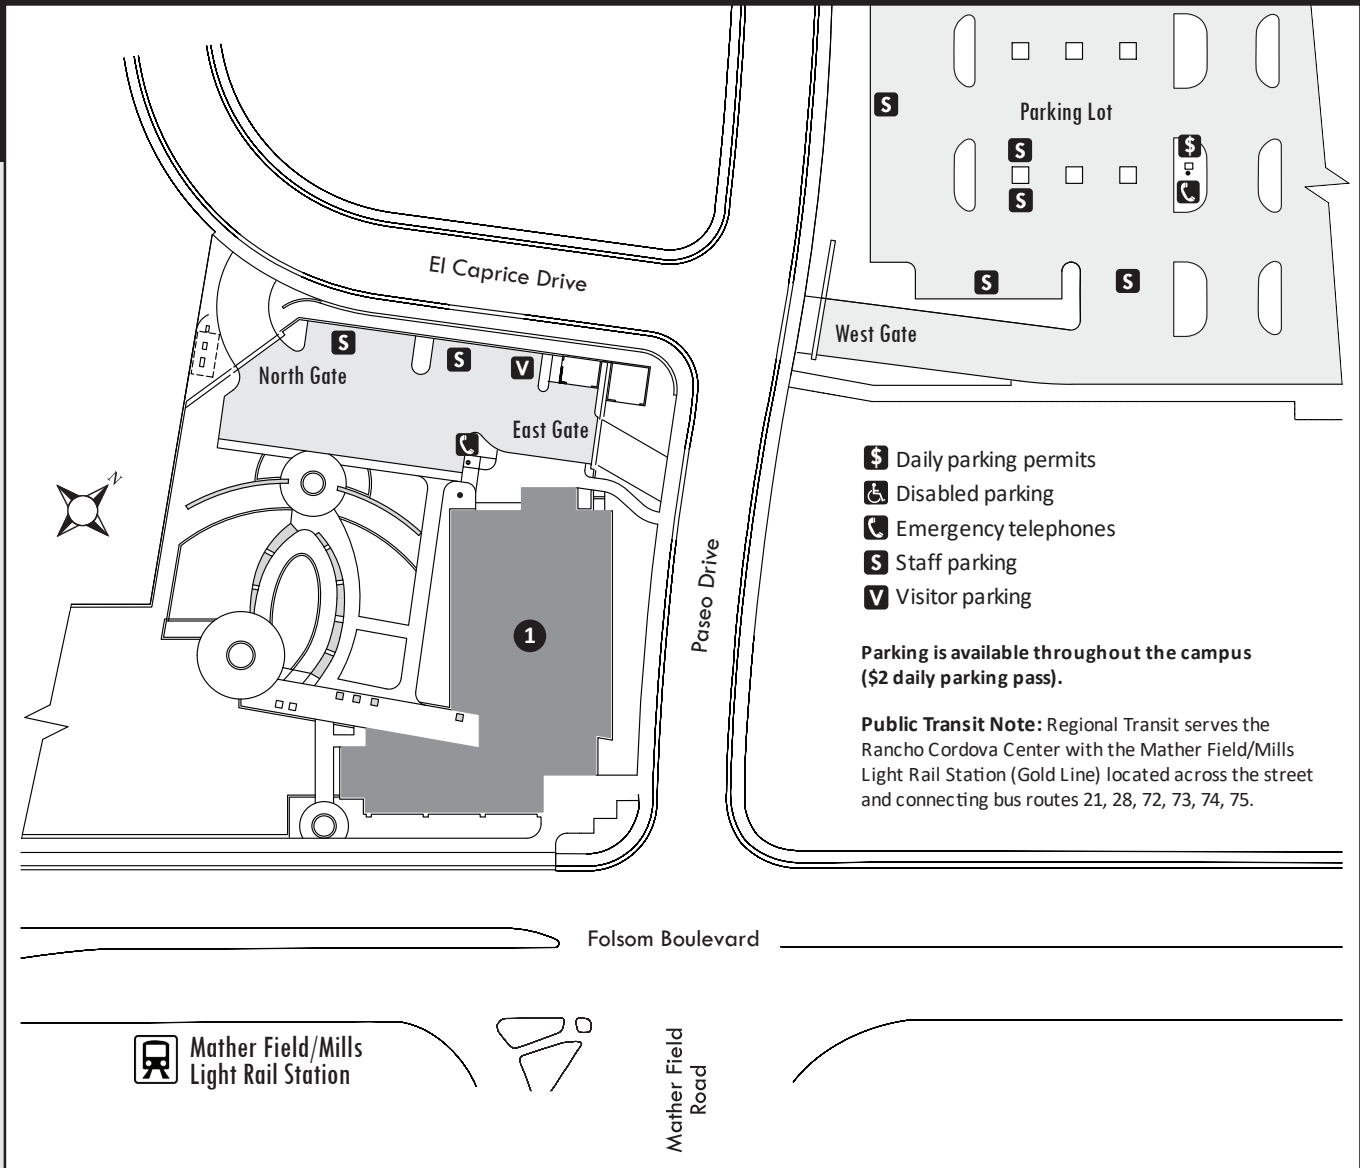 S
Parking Lot
S
$
S
El Caprice Drive
S
S
West Gate
S
S
V
North Gate
East Gate
N
$ Daily parking permits
Disabled parking
Emergency telephones
S Staff parking
V Visitor parking
Paseo Drive
1
Parking is available throughout the campus
($2 daily parking pass).
Public Transit Note: Regional Transit serves the
Rancho Cordova Center with the Mather Field/Mills
Light Rail Station (Gold Line) located across the street
and connecting bus routes 21, 28, 72, 73, 74, 75.
Folsom Boulevard
Mather Field/Mills
Light Rail Station
Mather Field
Road